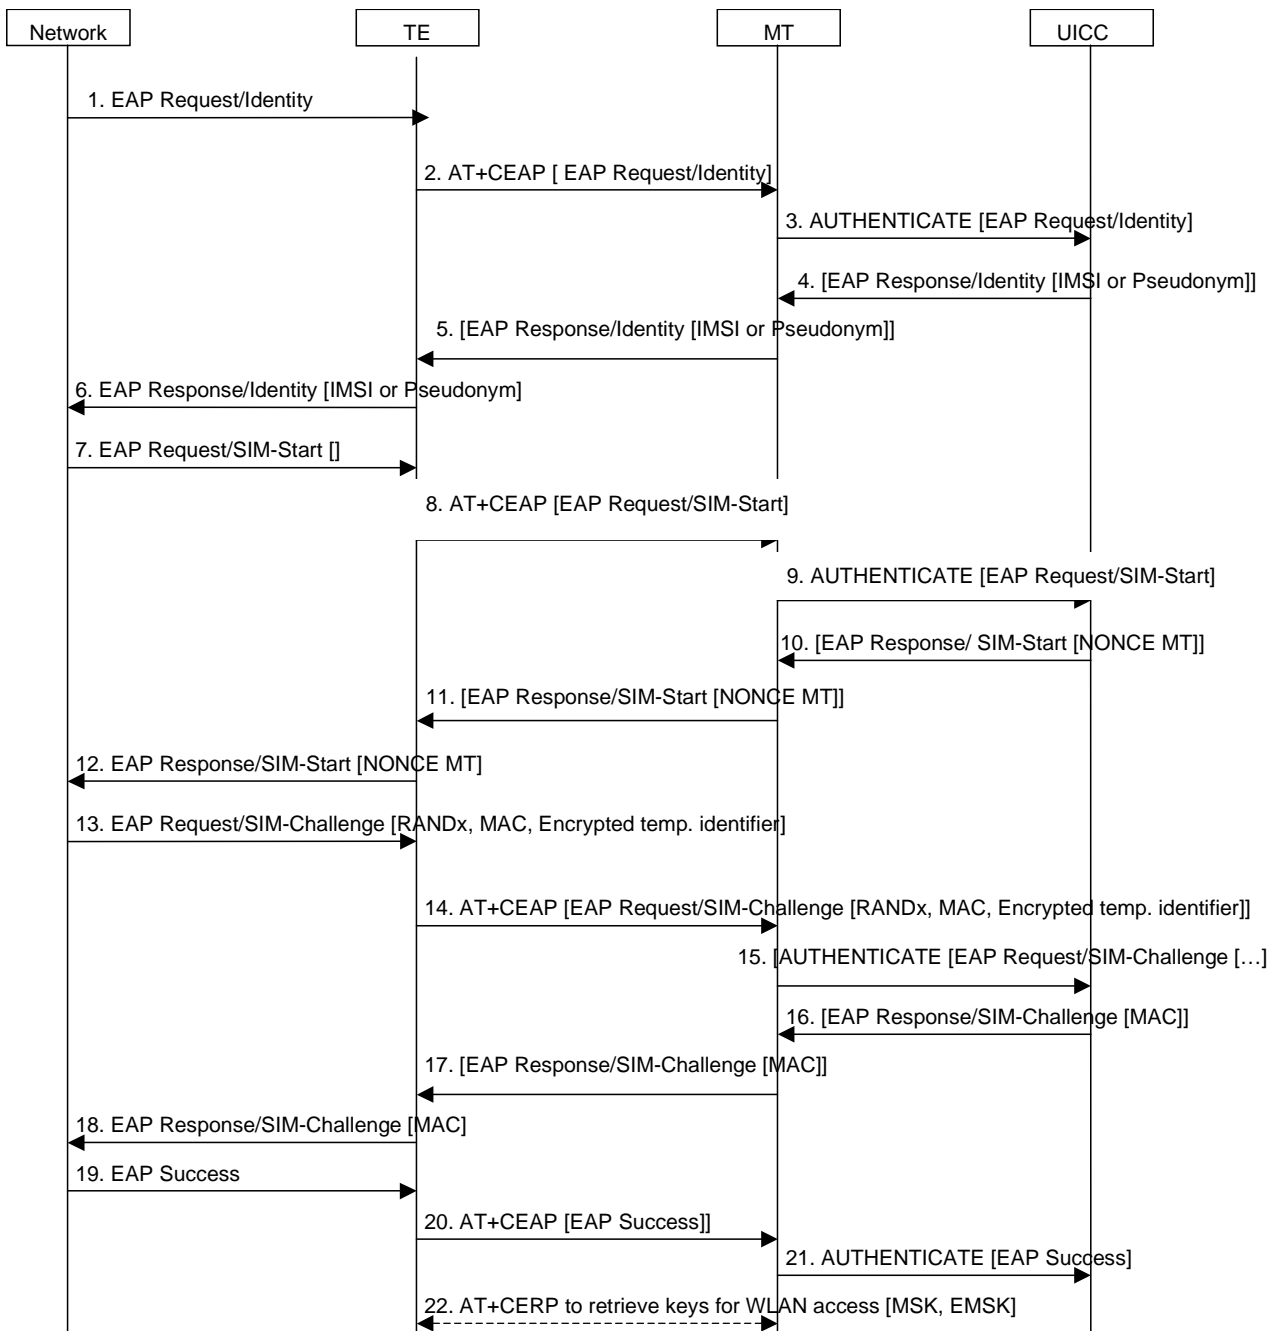 Network
TE
MT
UICC
1. EAP Request/Identity
2. AT+CEAP [ EAP Request/Identity]
3. AUTHENTICATE [EAP Request/Identity]
4. [EAP Response/Identity [IMSI or Pseudonym]]
5. [EAP Response/Identity [IMSI or Pseudonym]]
6. EAP Response/Identity [IMSI or Pseudonym]
7. EAP Request/SIM-Start []
8. AT+CEAP [EAP Request/SIM-Start]
9. AUTHENTICATE [EAP Request/SIM-Start]
10. [EAP Response/ SIM-Start [NONCE MT]]
11. [EAP Response/SIM-Start [NONCE MT]]
12. EAP Response/SIM-Start [NONCE MT]
13. EAP Request/SIM-Challenge [RANDx, MAC, Encrypted temp. identifier]
14. AT+CEAP [EAP Request/SIM-Challenge [RANDx, MAC, Encrypted temp. identifier]]
15. [AUTHENTICATE [EAP Request/SIM-Challenge […]
16. [EAP Response/SIM-Challenge [MAC]]
17. [EAP Response/SIM-Challenge [MAC]]
18. EAP Response/SIM-Challenge [MAC]
19. EAP Success
20. AT+CEAP [EAP Success]]
21. AUTHENTICATE [EAP Success]
22. AT+CERP to retrieve keys for WLAN access [MSK, EMSK]